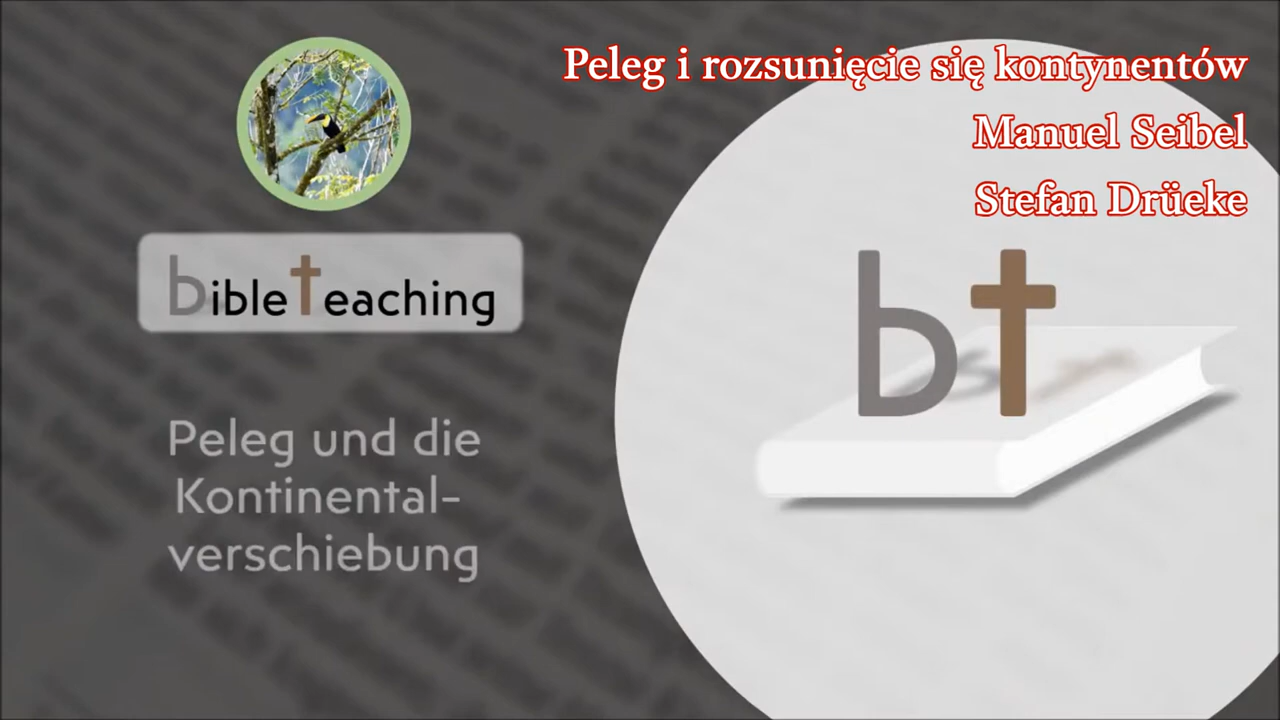 Peleg i rozsunięcie się kontynentów
Manuel Seibel
Stefan Drüeke
bibleTeaching
bt
Peleg und die
Kontinental-
verschiebung